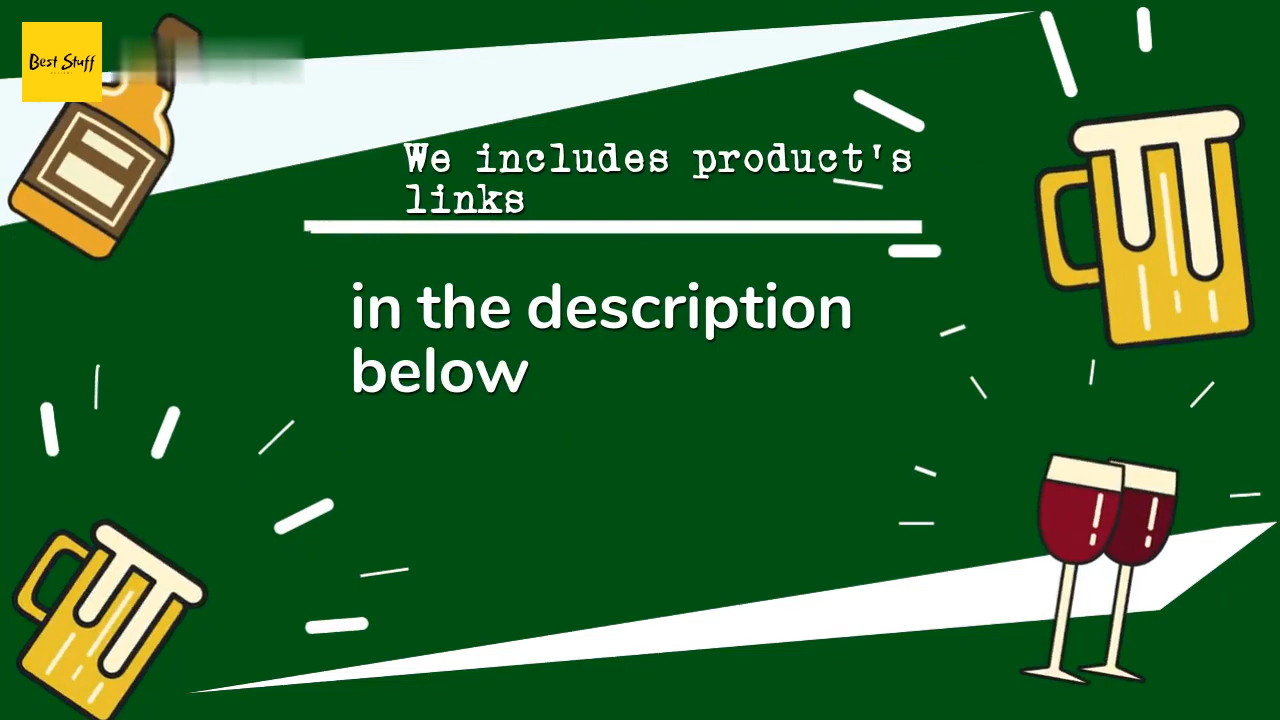 Best Stuff
We includes product's
links
in the description
below